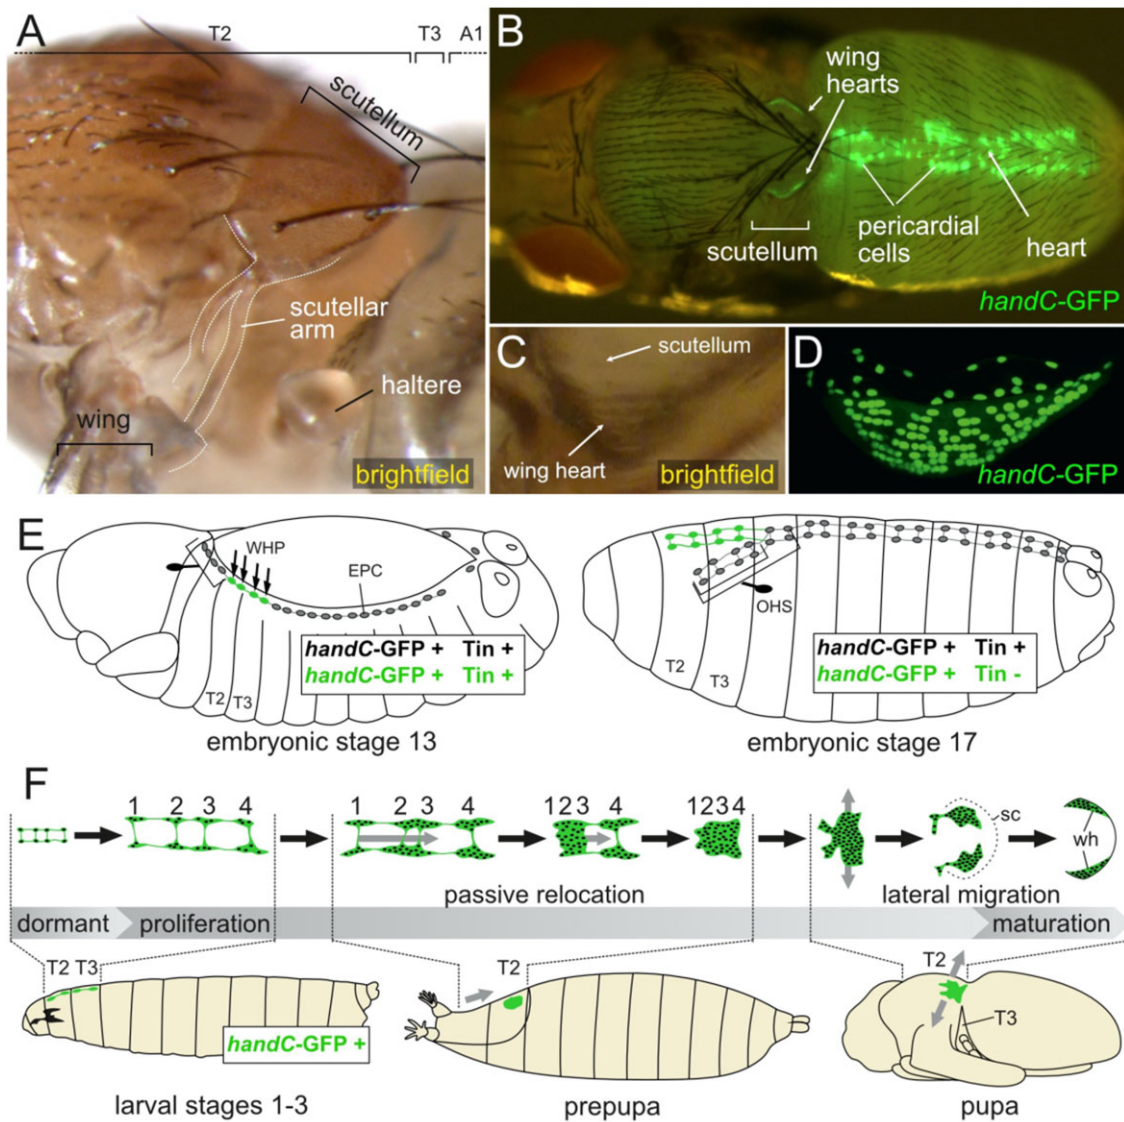 A
T2
T3
A1
scutellum
scutellar
arm
haltere
wing
brightfield
B
wing
hearts
scutellum
pericardial
cells
heart
handC-GFP
C
scutellum
wing heart
brightfield
D
handC-GFP
E
WHP
EPC
handC-GFP + Tin +
handC-GFP + Tin +
T2
T3
embryonic stage 13
OHS
handC-GFP + Tin +
handC-GFP + Tin -
T2
T3
embryonic stage 17
F
1 2 3 4
1 2 3 4
123 4
1234
sc
wh
passive relocation
lateral migration
dormant
proliferation
maturation
T2 T3
handC-GFP +
larval stages 1-3
T2
prepupa
T2
T3
pupa